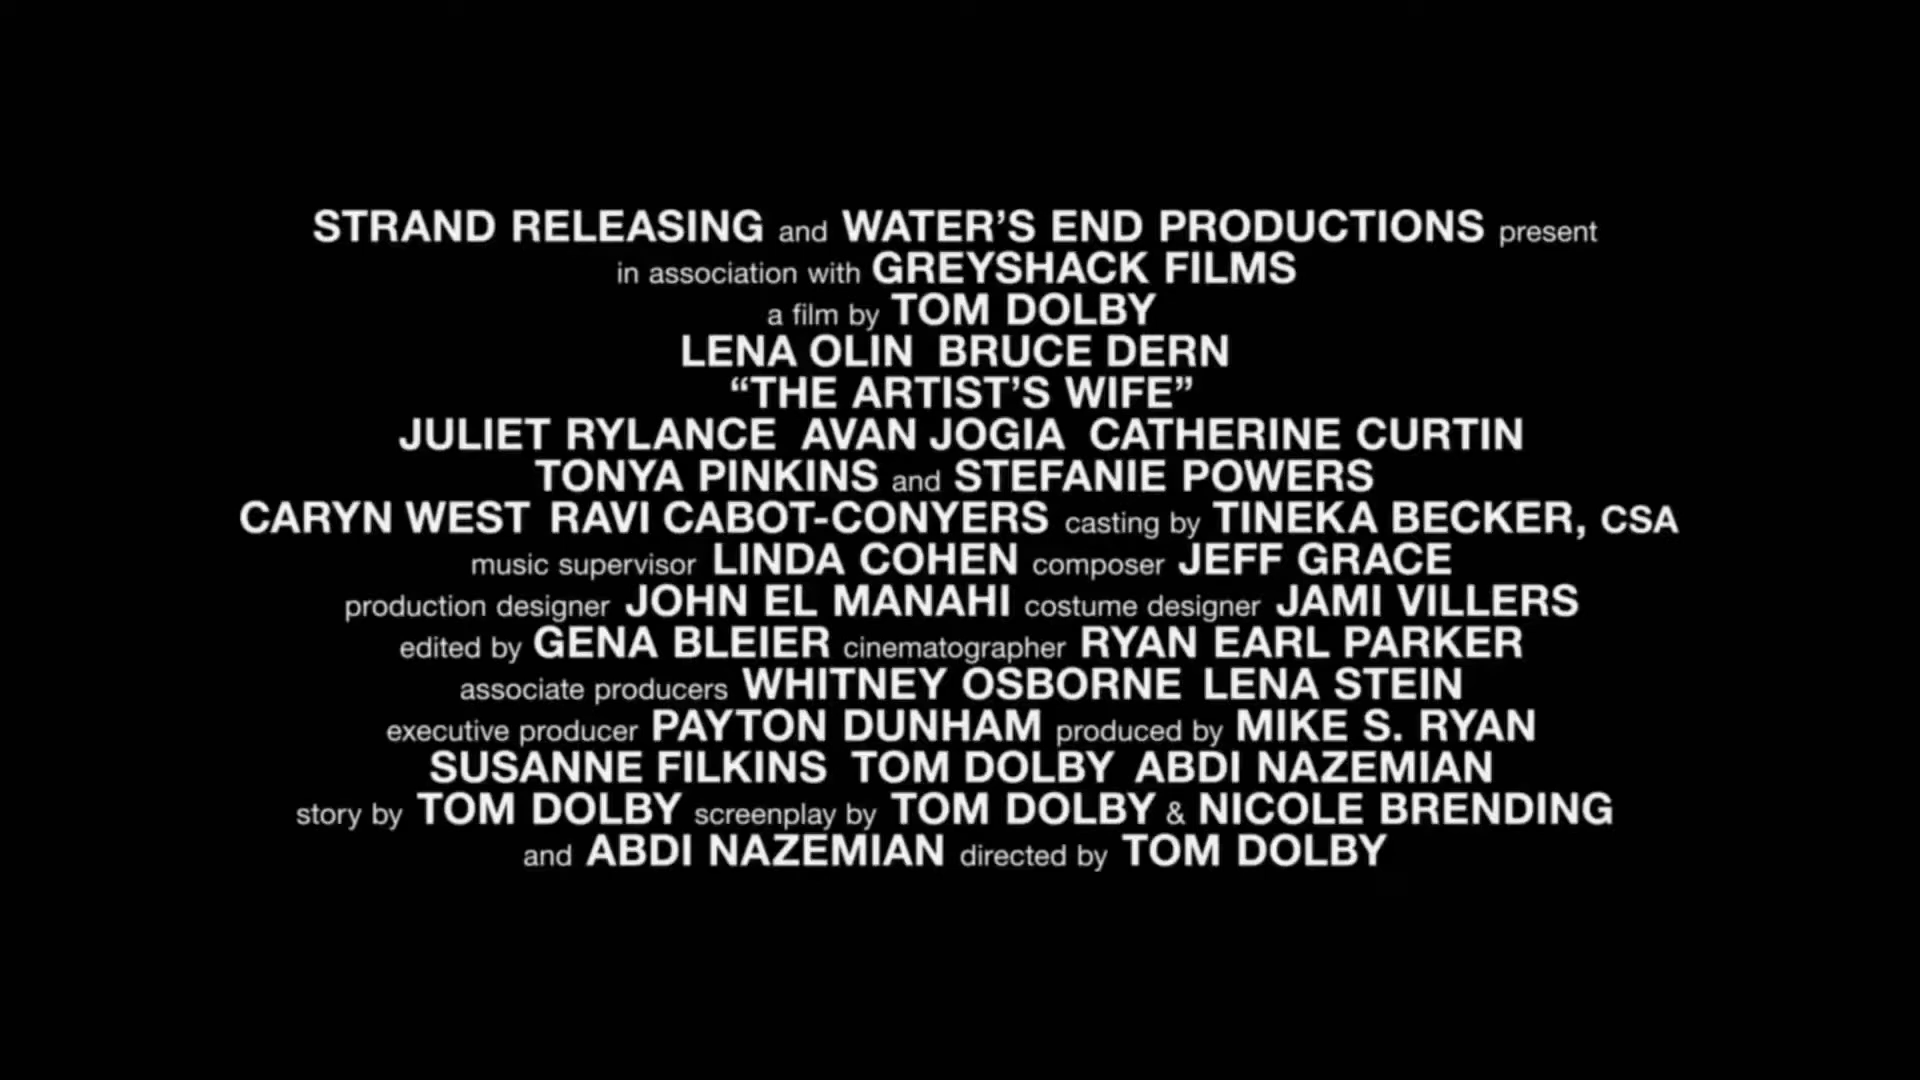 STRAND RELEASING and WATER’S END PRODUCTIONS present
in association with GREYSHACK FILMS
a film by TOM DOLBY
LENA OLIN BRUCE DERN
“THE ARTIST’S WIFE”
JULIET RYLANCE AVAN JOGIA CATHERINE CURTIN
TONYA PINKINS and STEFANIE POWERS
CARYN WEST RAVI CABOT-CONYERS casting by TINEKA BECKER, CSA
music supervisor LINDA COHEN composer JEFF GRACE
production designer JOHN EL MANAHI costume designer JAMI VILLERS
edited by GENA BLEIER cinematographer RYAN EARL PARKER
associate producers WHITNEY OSBORNE LENA STEIN
executive producer PAYTON DUNHAM produced by MIKE S. RYAN
SUSANNE FILKINS TOM DOLBY ABDI NAZEMIAN
story by TOM DOLBY screenplay by TOM DOLBY & NICOLE BRENDING
and ABDI NAZEMIAN directed by TOM DOLBY